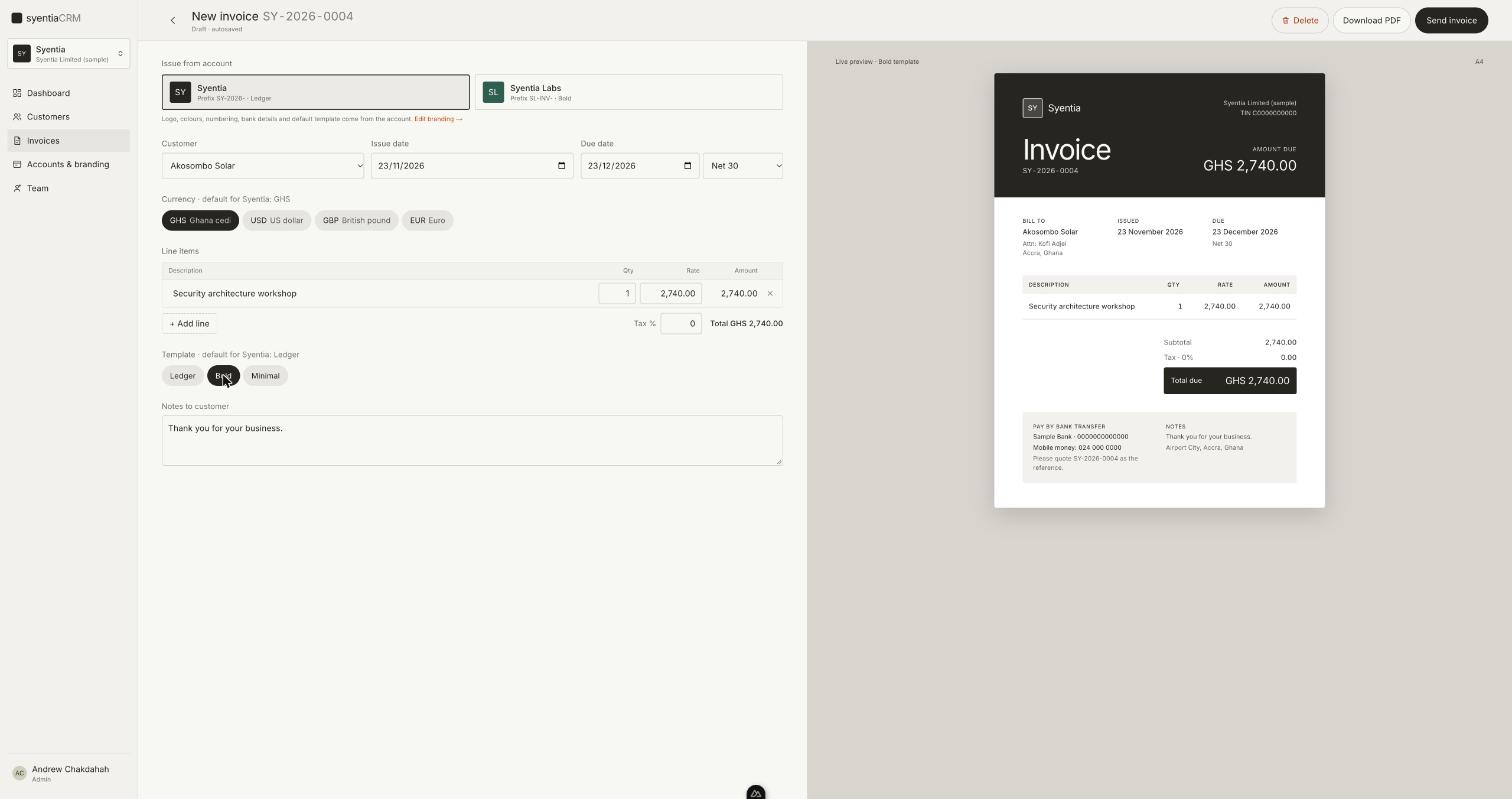 syentiaCRM
SY
Syentia
Syentia Limited (sample)
Dashboard
Customers
Invoices
Accounts & branding
Team
AC
Andrew Chakdahah
Admin
New invoice SY-2026-0004
Draft · autosaved
Delete
Download PDF
Send invoice
Issue from account
SY
Syentia
Prefix SY-2026- · Ledger
SL
Syentia Labs
Prefix SL-INV- · Bold
Logo, colours, numbering, bank details and default template come from the account. Edit branding →
Customer
Issue date
Due date
Akosombo Solar
23/11/2026
23/12/2026
Net 30
Currency · default for Syentia: GHS
GHS Ghana cedi
USD US dollar
GBP British pound
EUR Euro
Line items
Description Qty Rate Amount
Security architecture workshop 1 2,740.00 2,740.00 ×
+ Add line
Tax % 0 Total GHS 2,740.00
Template · default for Syentia: Ledger
Ledger
Bold
Minimal
Notes to customer
Thank you for your business.
Live preview · Bold template
A4
SY
Syentia
Syentia Limited (sample)
TIN C0000000000
Invoice
SY-2026-0004
AMOUNT DUE
GHS 2,740.00
BILL TO
Akosombo Solar
Attn: Kofi Adjei
Accra, Ghana
ISSUED
23 November 2026
DUE
23 December 2026
Net 30
DESCRIPTION QTY RATE AMOUNT
Security architecture workshop 1 2,740.00 2,740.00
Subtotal 2,740.00
Tax · 0% 0.00
Total due GHS 2,740.00
PAY BY BANK TRANSFER
Sample Bank · 0000000000000
Mobile money: 024 000 0000
Please quote SY-2026-0004 as the
reference.
NOTES
Thank you for your business.
Airport City, Accra, Ghana